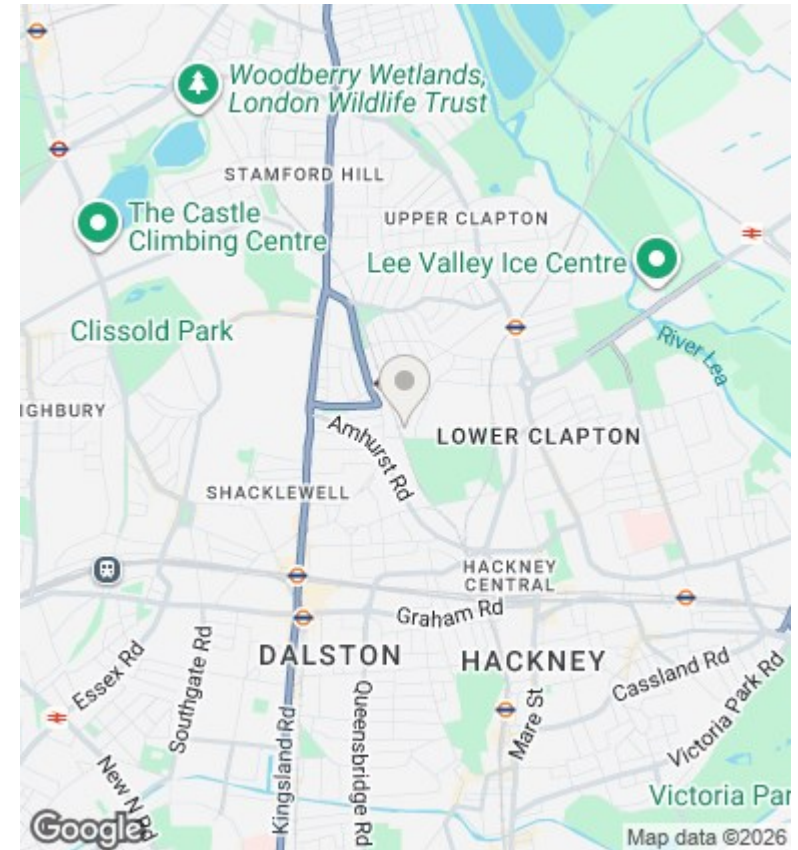 Woodberry Wetlands,
London Wildlife Trust
STAMFORD HILL
The Castle
Climbing Centre
UPPER CLAPTON
Lee Valley Ice Centre
Clissold Park
River Lea
IGHBURY
Amhurst Rd
LOWER CLAPTON
SHACKLEWELL
HACKNEY
CENTRAL
Graham Rd
DALSTON
HACKNEY
Essex Rd
Southgate Rd
Cassland Rd
Queensbridge Rd
Mare St
Victoria Park Rd
Kingsland Rd
New N Rd
Victoria Par
Google
Map data ©2026